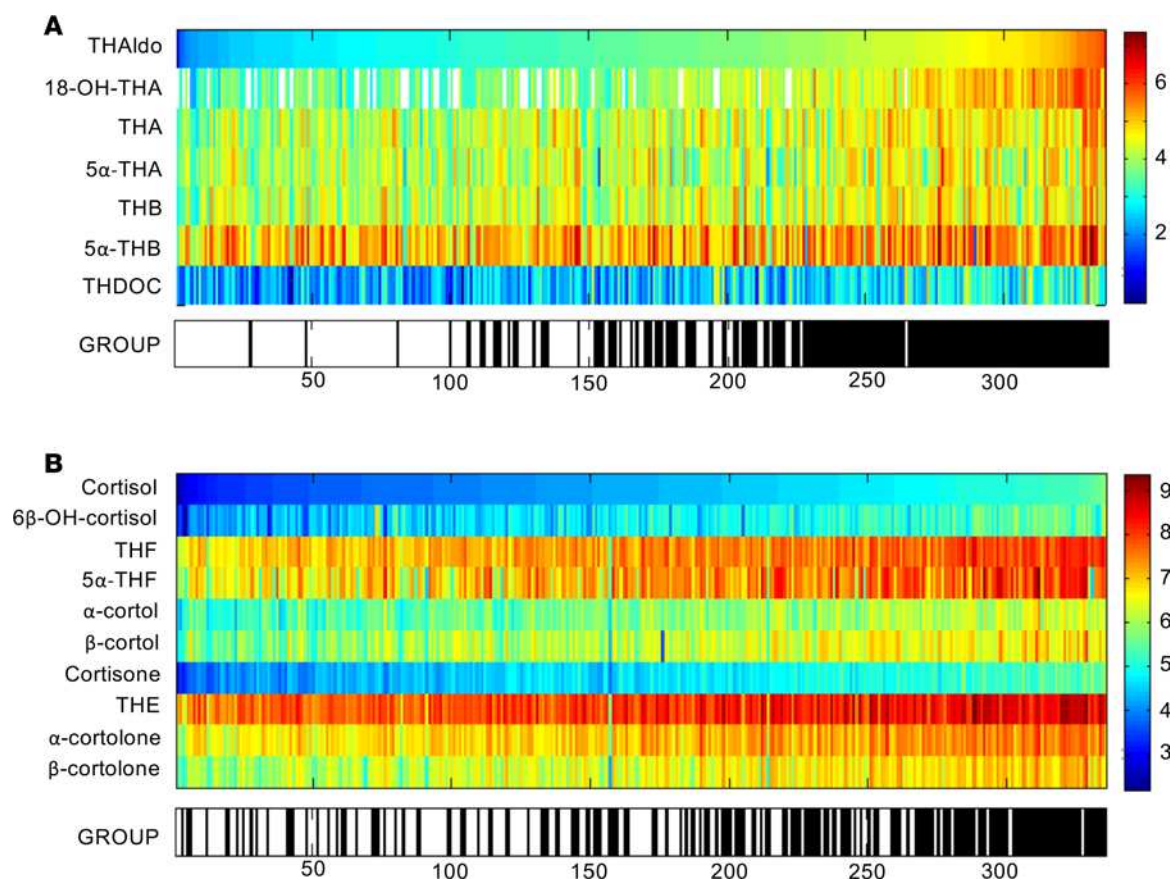 A
THAldo
18-OH-THA
THA
5α-THA
THB
5α-THB
THDOC
6
4
2
GROUP
50
100
150
200
250
300
B
Cortisol
6β-OH-cortisol
THF
5α-THF
α-cortol
β-cortol
Cortisone
THE
α-cortolone
β-cortolone
9
8
7
6
5
4
3
GROUP
50
100
150
200
250
300